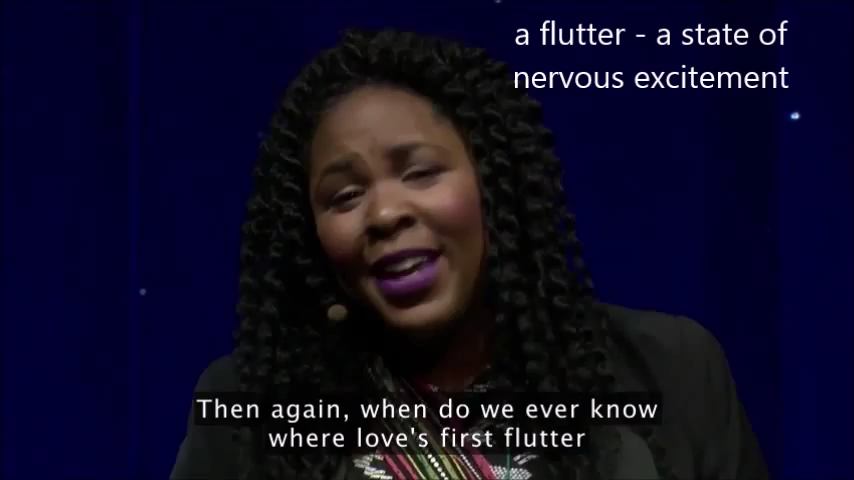 a flutter - a state of
nervous excitement
Then again, when do we ever know
where love's first flutter